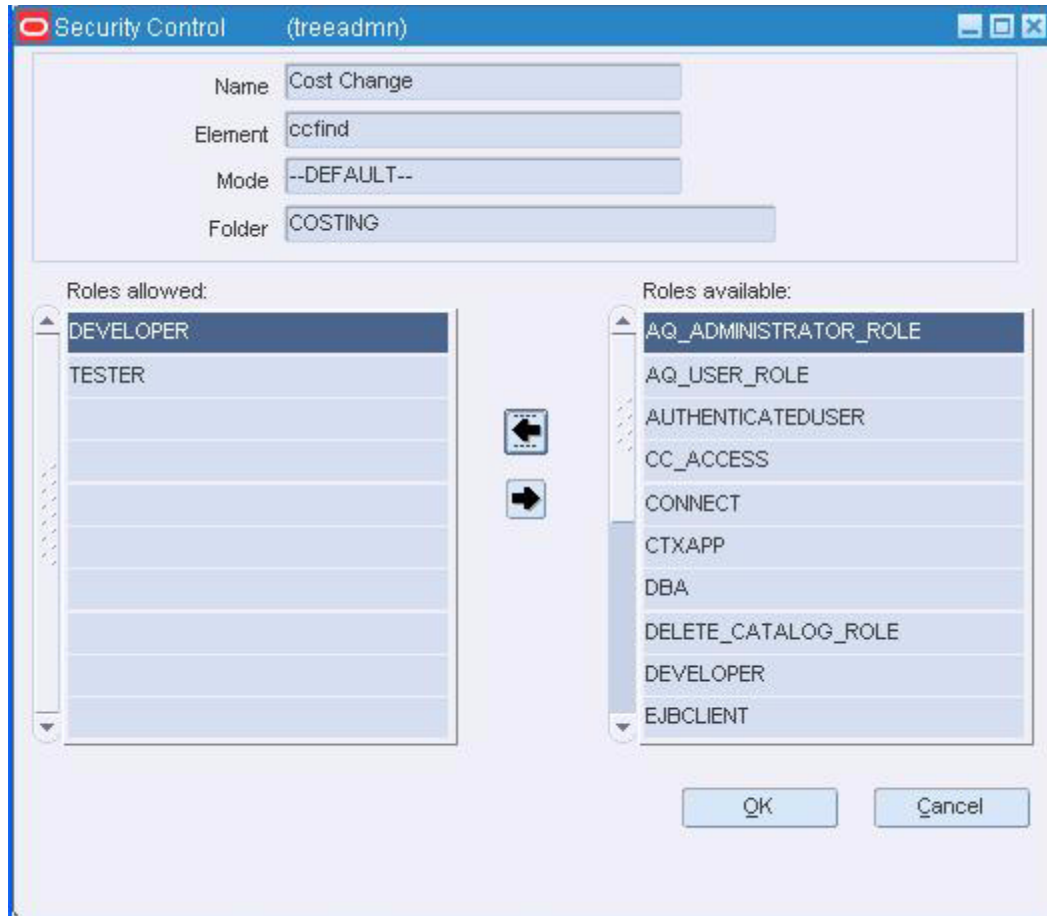 Security Control (treeadmn)
Name Cost Change
Element ccfind
Mode --DEFAULT--
Folder COSTING
Roles allowed:
DEVELOPER
TESTER
Roles available:
AQ_ADMINISTRATOR_ROLE
AQ_USER_ROLE
AUTHENTICATEDUSER
CC_ACCESS
CONNECT
CTXAPP
DBA
DELETE_CATALOG_ROLE
DEVELOPER
EJBCLIENT
OK Cancel